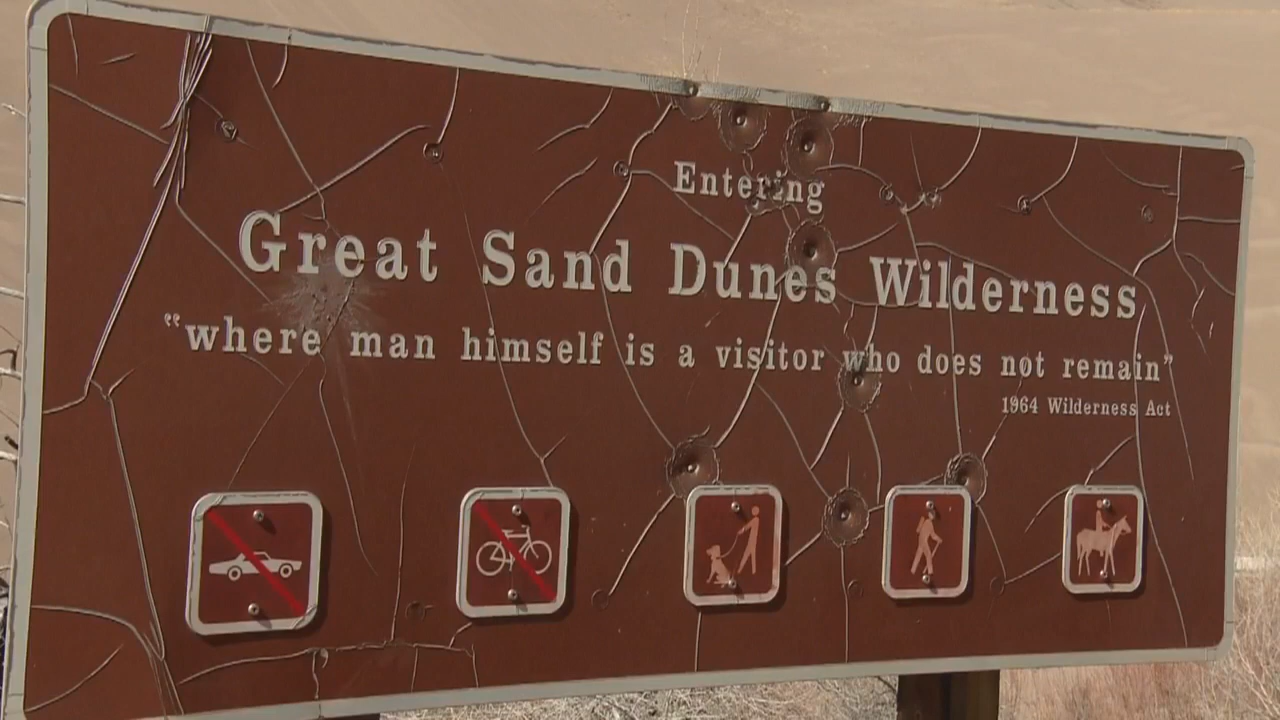 Entering
Great Sand Dunes Wilderness
“where man himself is a visitor who does not remain”
1964 Wilderness Act